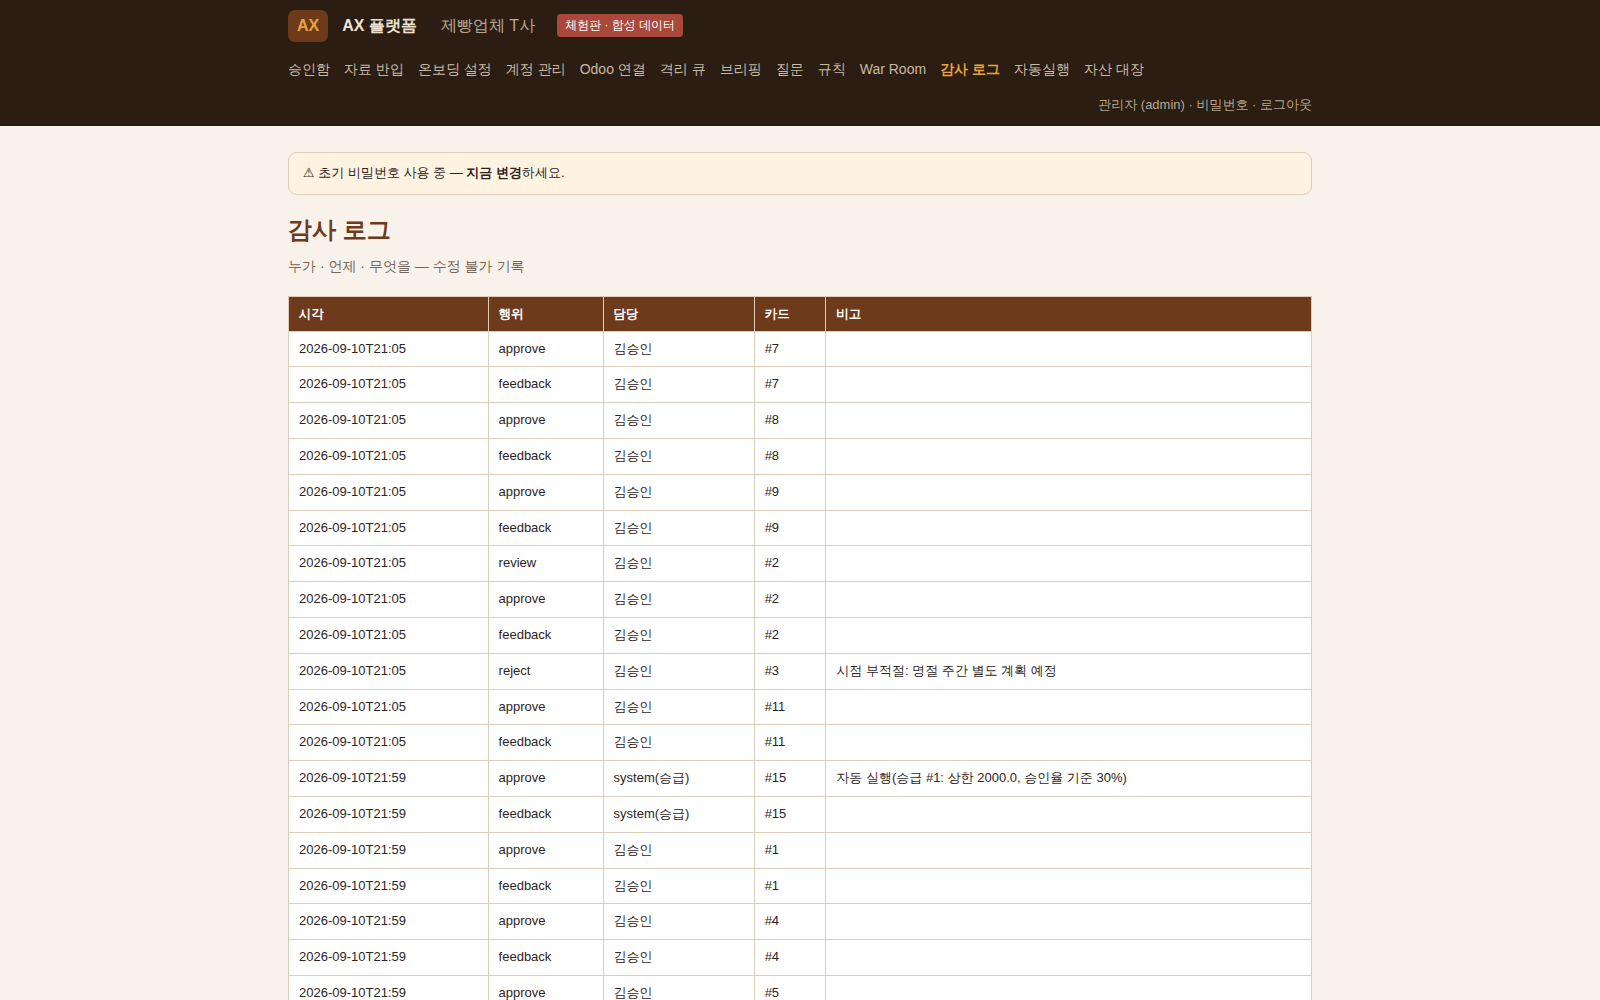 AX AX 플랫폼 제빵업체 T사 체험판 · 합성 데이터
승인함 자료 반입 온보딩 설정 계정 관리 Odoo 연결 격리 큐 브리핑 질문 규칙 War Room 감사 로그 자동실행 자산 대장
관리자 (admin) · 비밀번호 · 로그아웃
⚠ 초기 비밀번호 사용 중 — 지금 변경하세요.
감사 로그
누가 · 언제 · 무엇을 — 수정 불가 기록
시각 행위 담당 카드 비고
2026-09-10T21:05 approve 김승인 #7
2026-09-10T21:05 feedback 김승인 #7
2026-09-10T21:05 approve 김승인 #8
2026-09-10T21:05 feedback 김승인 #8
2026-09-10T21:05 approve 김승인 #9
2026-09-10T21:05 feedback 김승인 #9
2026-09-10T21:05 review 김승인 #2
2026-09-10T21:05 approve 김승인 #2
2026-09-10T21:05 feedback 김승인 #2
2026-09-10T21:05 reject 김승인 #3 시점 부적절: 명절 주간 별도 계획 예정
2026-09-10T21:05 approve 김승인 #11
2026-09-10T21:05 feedback 김승인 #11
2026-09-10T21:59 approve system(승급) #15 자동 실행(승급 #1: 상한 2000.0, 승인율 기준 30%)
2026-09-10T21:59 feedback system(승급) #15
2026-09-10T21:59 approve 김승인 #1
2026-09-10T21:59 feedback 김승인 #1
2026-09-10T21:59 approve 김승인 #4
2026-09-10T21:59 feedback 김승인 #4
2026-09-10T21:59 approve 김승인 #5